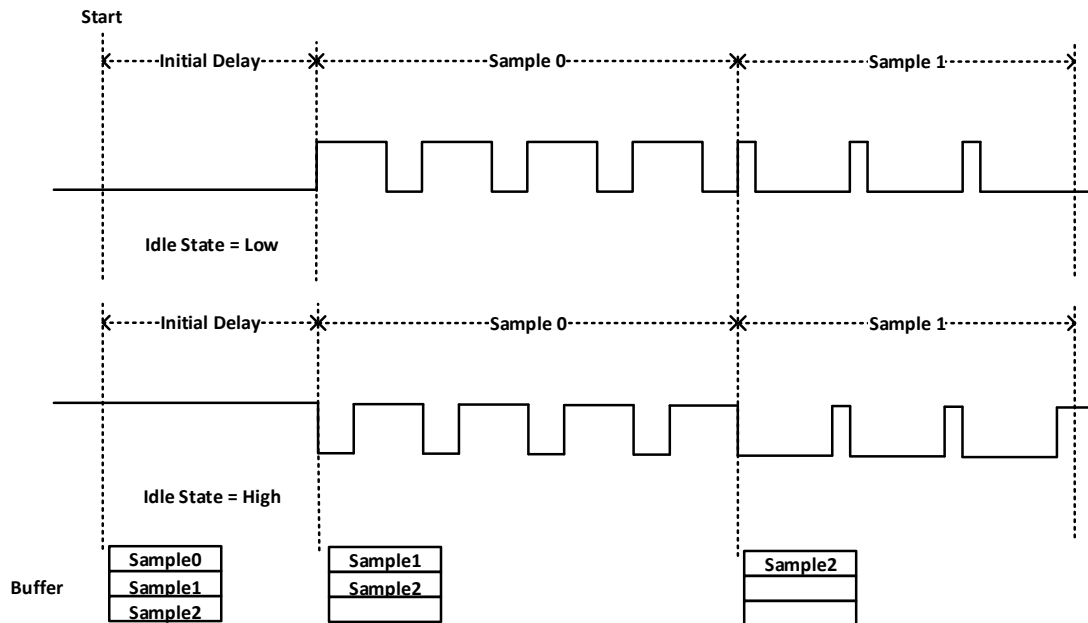 Start
Initial Delay
Sample 0
Sample 1
Idle State = Low
Initial Delay
Sample 0
Sample 1
Idle State = High
Buffer
Sample0
Sample1
Sample2
Sample1
Sample2
Sample2